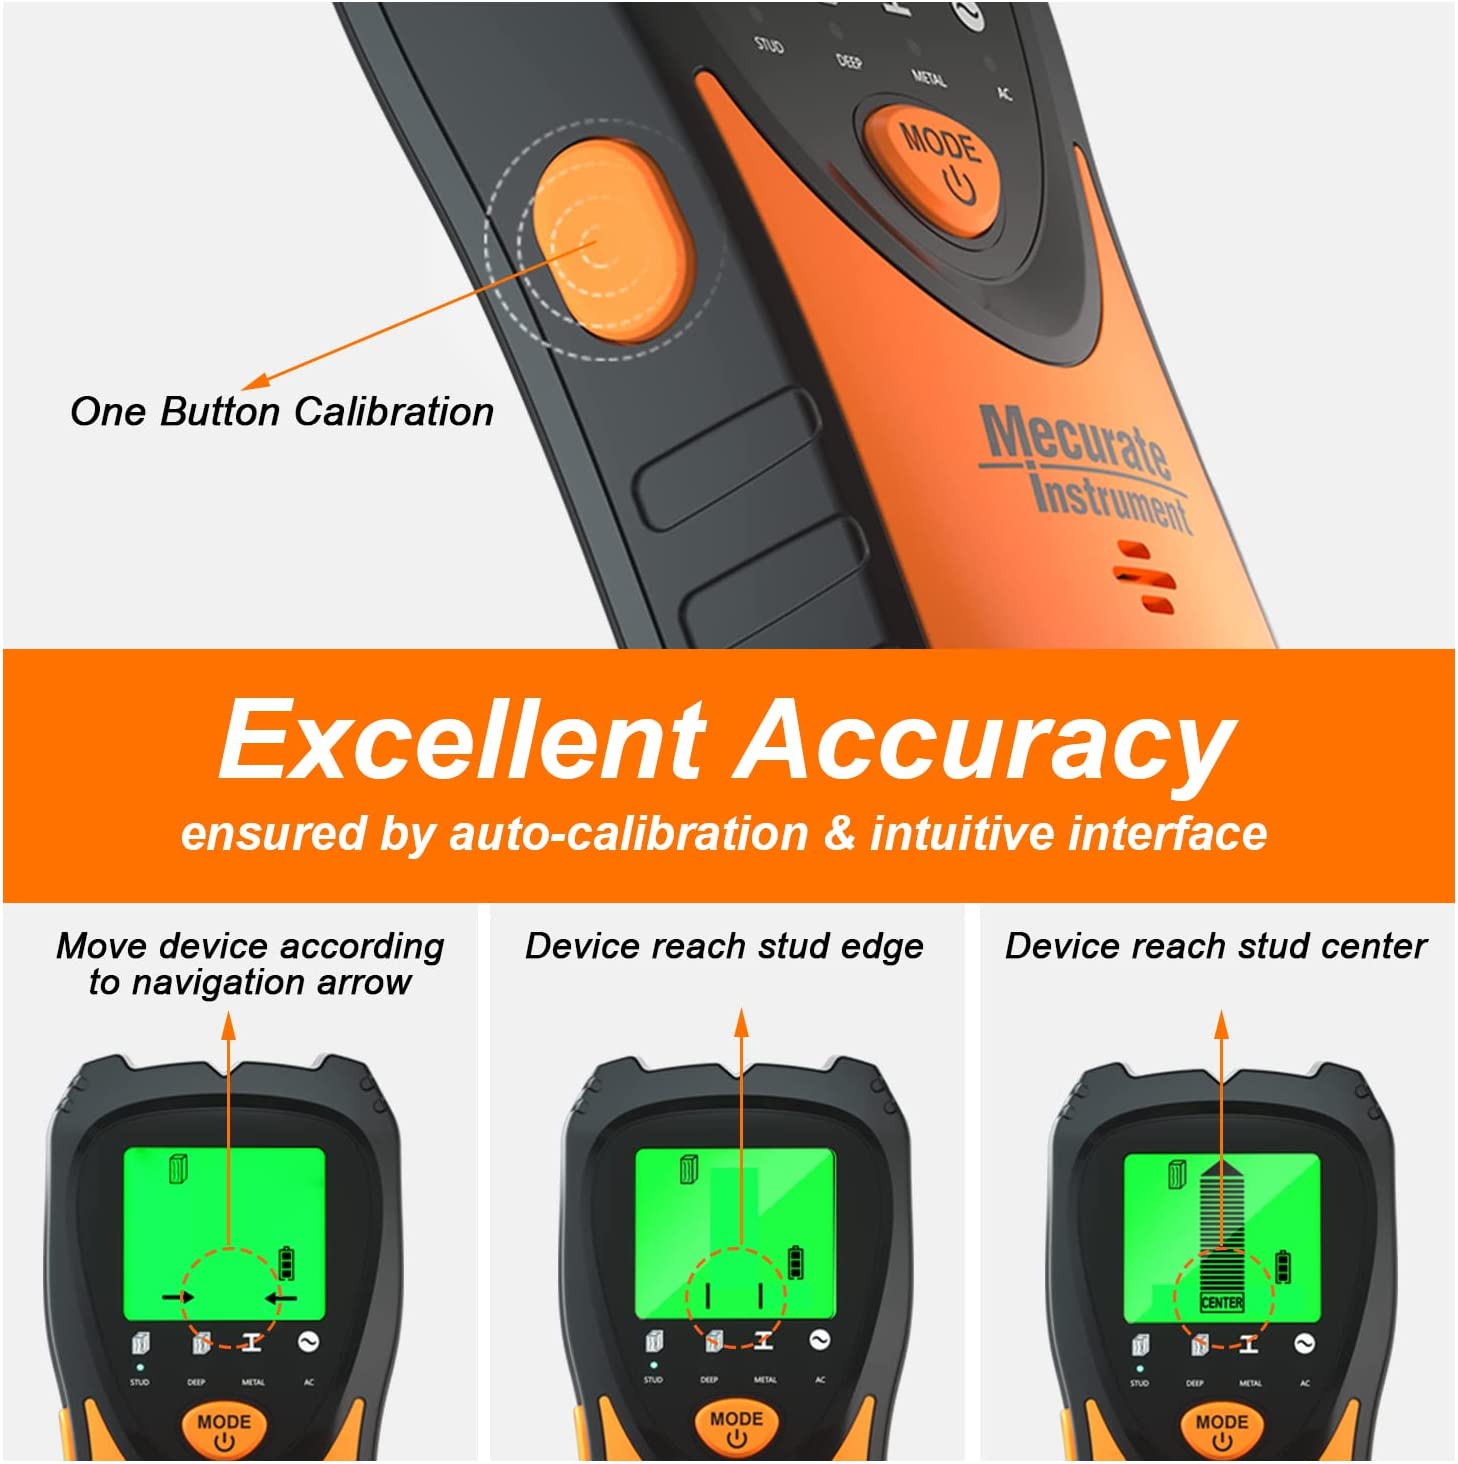 STUD
DEEP
METAL
AC
MODE
One Button Calibration
Mecurate
Instrument
Excellent Accuracy
ensured by auto-calibration & intuitive interface
Move device according
to navigation arrow
STUD DEEP METAL AC
MODE
Device reach stud edge
STUD DEEP METAL AC
MODE
Device reach stud center
CENTER
STUD DEEP METAL AC
MODE